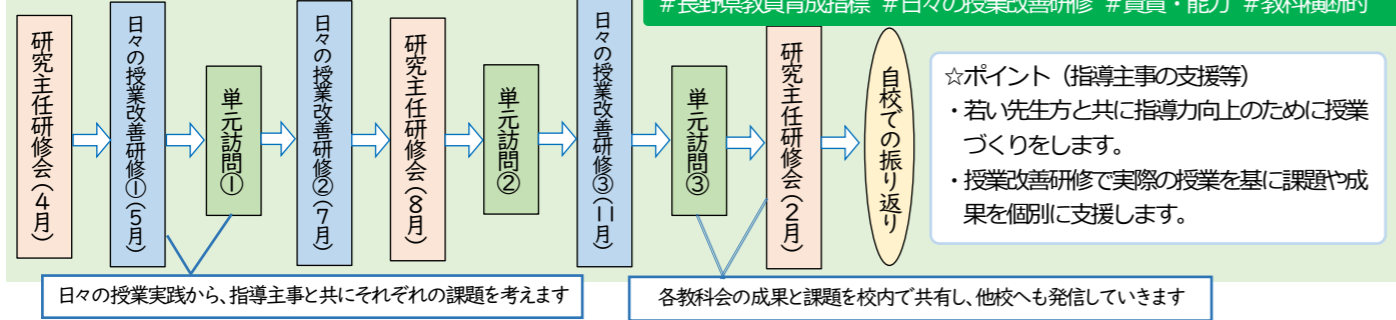 #長野県教員育成指標 #日々の授業改善研修 #資質・能力 #教科横断的
研究主任研修会(4月)
日々の授業改善研修①(5月)
単元訪問①
日々の授業改善研修②(7月)
研究主任研修会(8月)
単元訪問②
日々の授業改善研修③(11月)
単元訪問③
研究主任研修会(2月)
自校での振り返り
☆ポイント(指導主事の支援等)
・若い先生方と共に指導力向上のために授業
づくりをします。
・授業改善研修で実際の授業を基に課題や成
果を個別に支援します。
日々の授業実践から、指導主事と共にそれぞれの課題を考えます
各教科会の成果と課題を校内で共有し、他校へも発信していきます